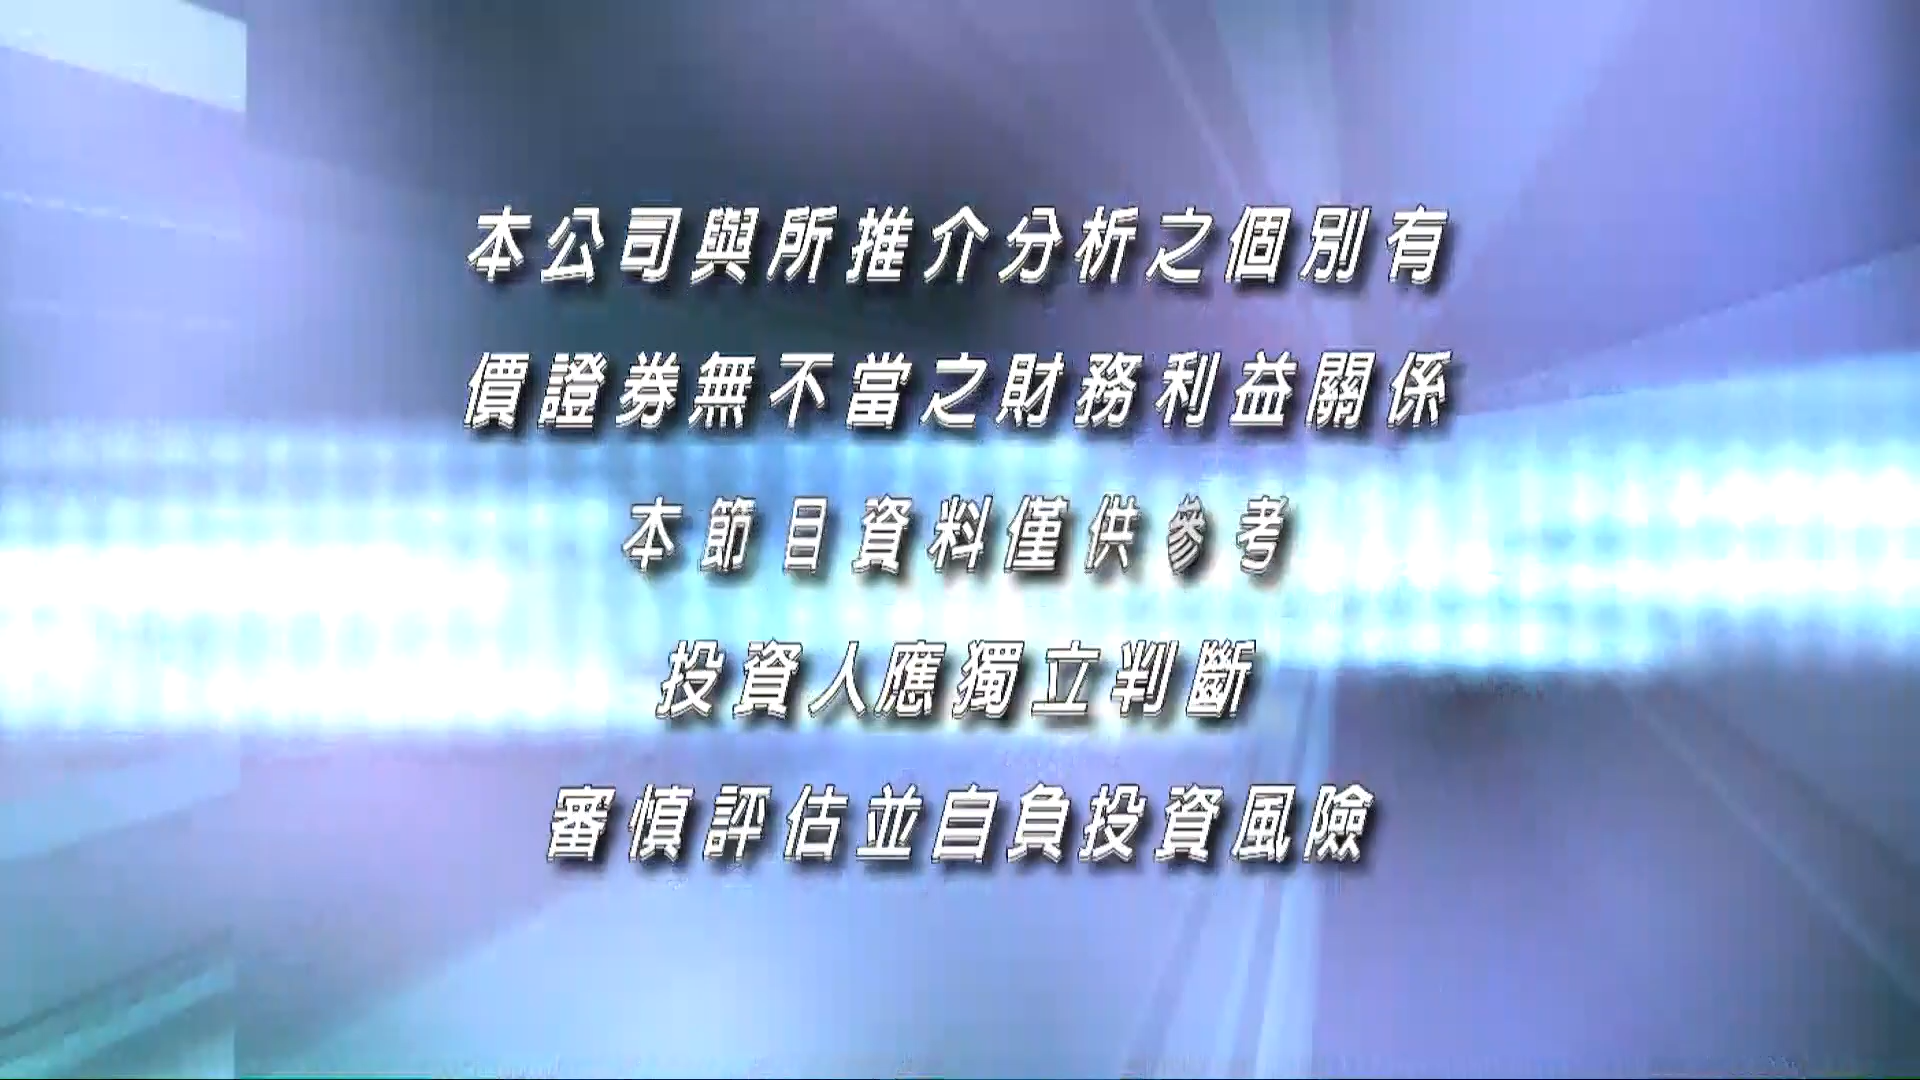 本公司與所推介分析之個別有
價證券無不當之財務利益關係
本節目資料僅供參考
投資人應獨立判斷
審慎評估並自負投資風險